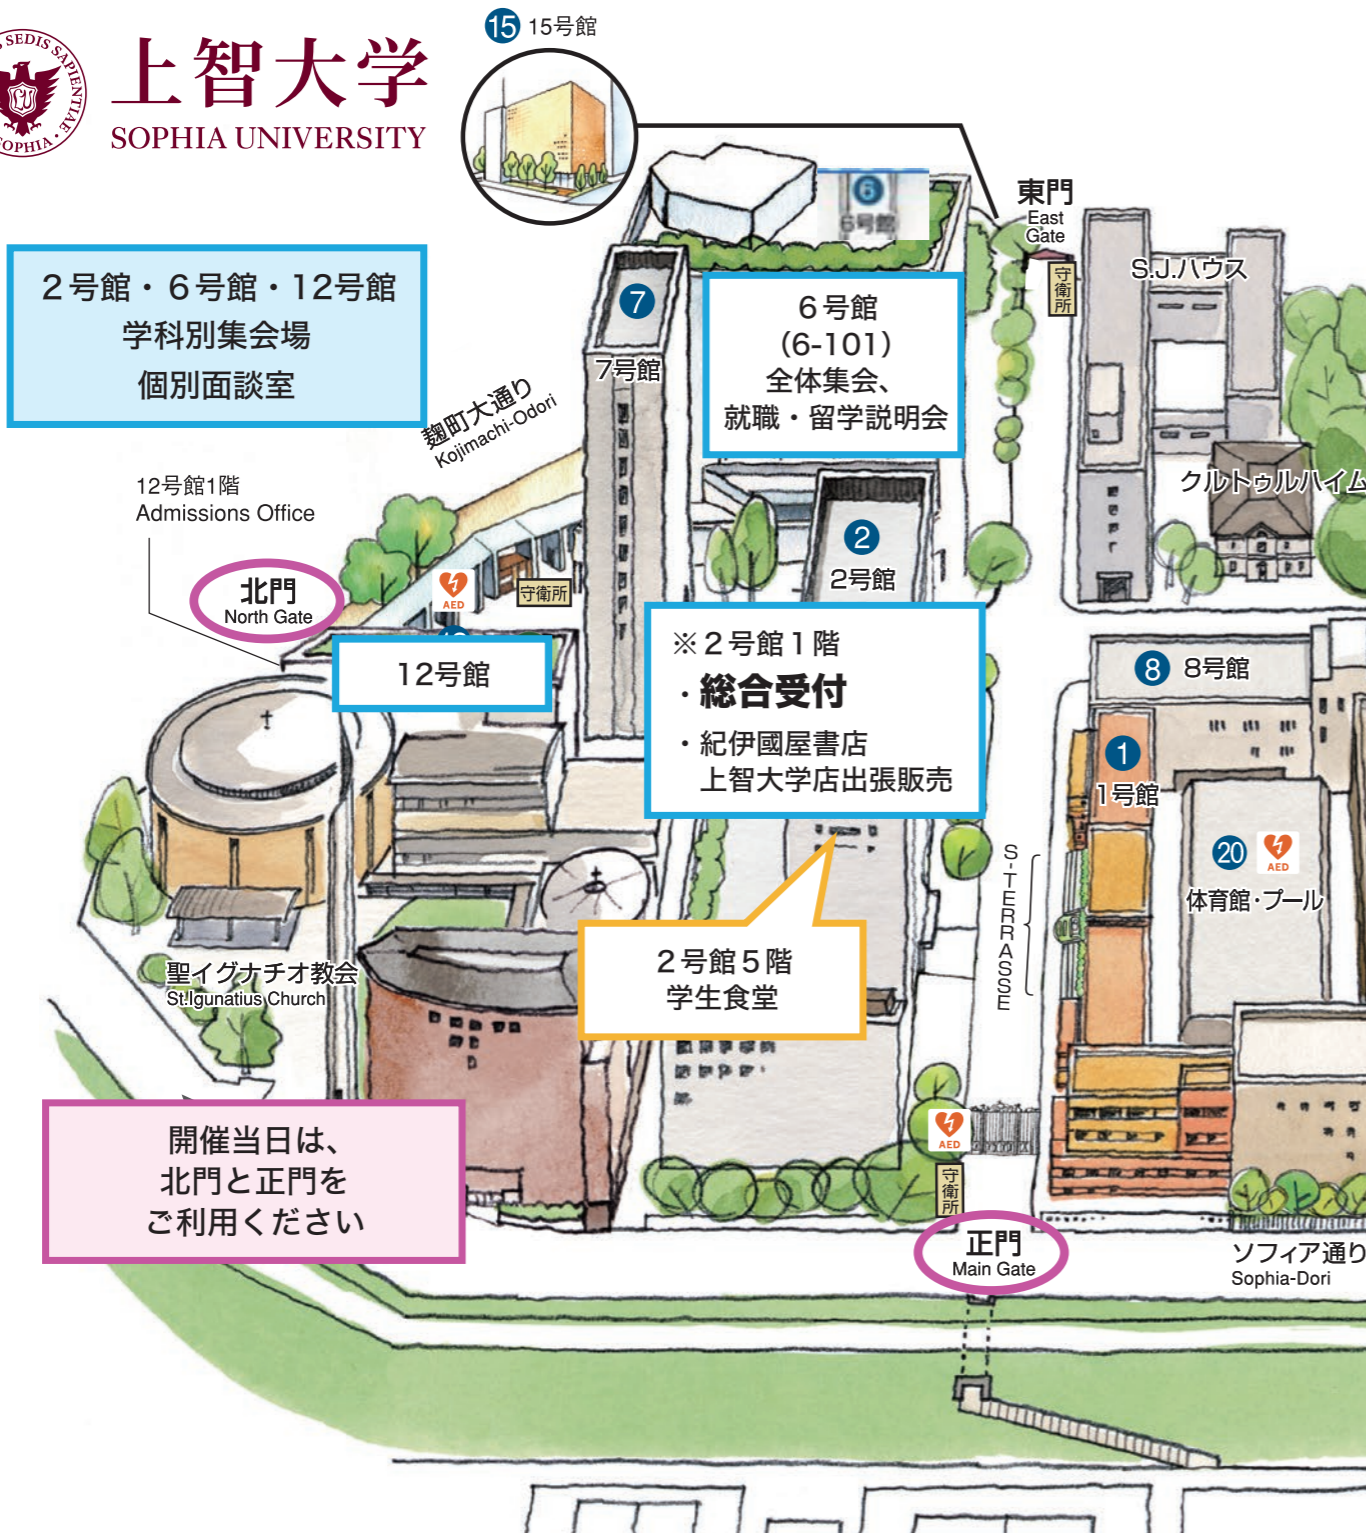 SEDIS SAPIENTIAE
SOPHIA
上智大学
SOPHIA UNIVERSITY
15 15号館
6
6号館
東門
East
Gate
守衛所
S.J.ハウス
2号館・6号館・12号館
学科別集会場
個別面談室
7
7号館
6号館
(6-101)
全体集会、
就職・留学説明会
麹町大通り
Kojimachi-Odori
クルトゥルハイム
12号館1階
Admissions Office
北門
North Gate
AED
守衛所
2
2号館
12号館
※2号館1階
・総合受付
・紀伊國屋書店
上智大学店出張販売
8 8号館
1
1号館
20
AED
体育館・プール
S-TERRASSE
2号館5階
学生食堂
聖イグナチオ教会
St.Igunatius Church
開催当日は、
北門と正門を
ご利用ください
AED
守衛所
正門
Main Gate
ソフィア通り
Sophia-Dori